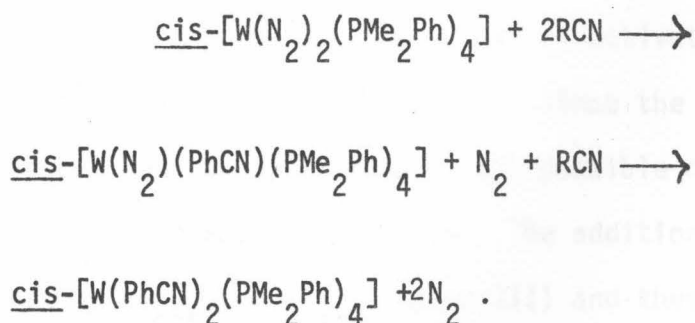 cis-[W(N2)2(PMe2Ph)4] + 2RCN ⟶
cis-[W(N2)(PhCN)(PMe2Ph)4] + N2 + RCN ⟶
cis-[W(PhCN)2(PMe2Ph)4] +2N2 .